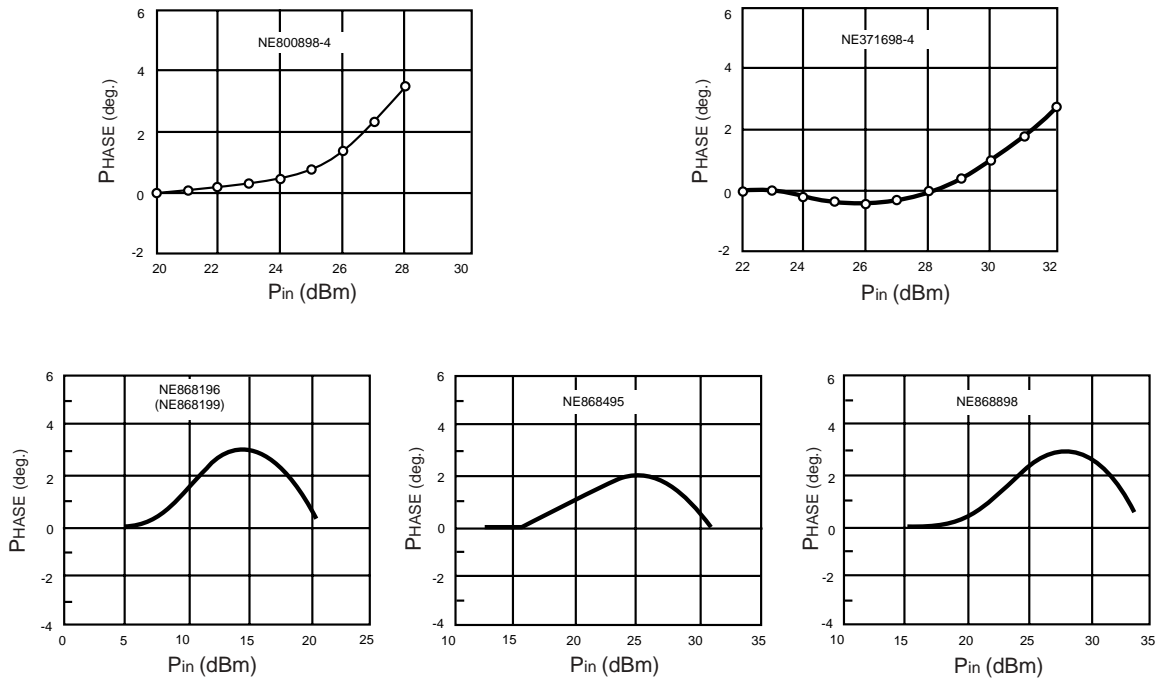 NE800898-4
6
4
2
0
-2
PHASE (deg.)
20 22 24 26 28 30
Pin (dBm)
NE371698-4
6
4
2
0
-2
PHASE (deg.)
22 24 26 28 30 32
Pin (dBm)
NE868196
(NE868199)
6
4
2
0
-2
-4
PHASE (deg.)
0 5 10 15 20 25
Pin (dBm)
NE868495
6
4
2
0
-2
-4
PHASE (deg.)
10 15 20 25 30 35
Pin (dBm)
NE868898
6
4
2
0
-2
-4
PHASE (deg.)
10 15 20 25 30 35
Pin (dBm)